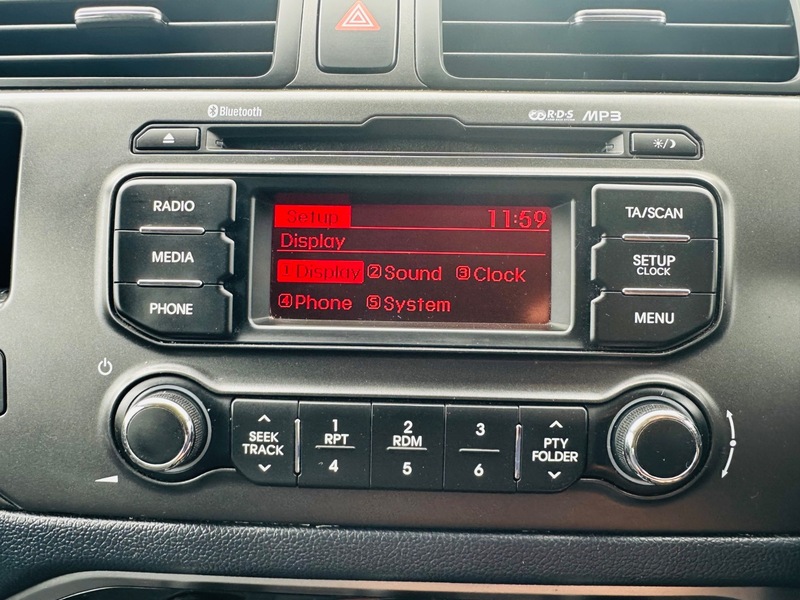 Bluetooth
R·D·S MP3
RADIO
MEDIA
PHONE
Setup 11:59
Display
1 Display 2 Sound 3 Clock
4 Phone 5 System
TA/SCAN
SETUP
CLOCK
MENU
SEEK
TRACK
1
RPT
4
2
RDM
5
3
6
PTY
FOLDER